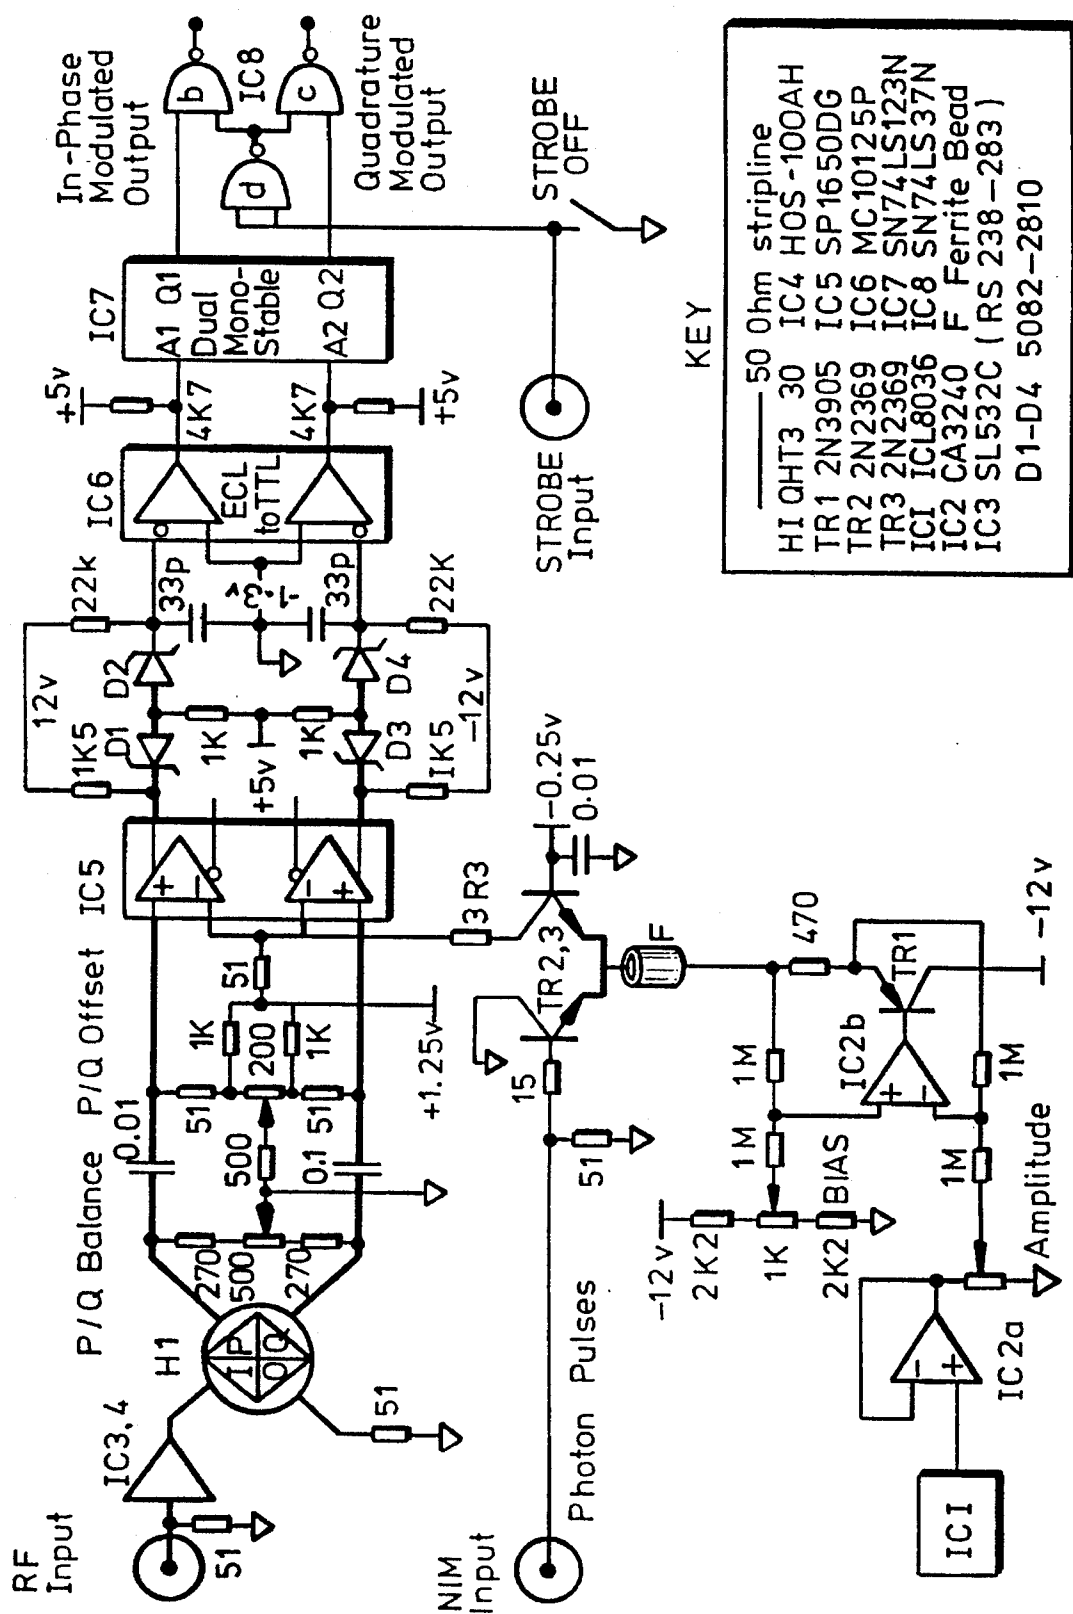 RF
Input
51
IC3,4
H1
I P
O Q
51
P/Q Balance
P/Q Offset
270
500
270
0.01
500
0.1
51
200
51
1K
1K
51
+1.25v
IC5
+
−
−
+
3R3
1K5
12v
22k
D1
D2
1K
+5v
1K
D3
D4
1K5
-12v
22K
33p
-1.3v
33p
IC6
ECL
to TTL
+5v
4K7
4K7
+5v
IC7
A1 Q1
Dual
Mono-
Stable
A2 Q2
In-Phase
Modulated
Output
b
IC8
c
d
Quadrature
Modulated
Output
STROBE
Input
STROBE
OFF
NIM
Input
Photon Pulses
51
15
TR2,3
-0.25v
0.01
F
470
TR1
-12v
IC2b
+
−
1M
1M
1M
1M
-12v
2K2
1K
2K2
BIAS
Amplitude
IC2a
−
+
IC1
KEY
50 Ohm stripline
HI QHT3 30 IC4 HOS-100AH
TR1 2N3905 IC5 SP1650DG
TR2 2N2369 IC6 MC10125P
TR3 2N2369 IC7 SN74LS123N
ICI ICL8036 IC8 SN74LS37N
IC2 CA3240 F Ferrite Bead
IC3 SL532C (RS 238-283)
D1-D4 5082-2810